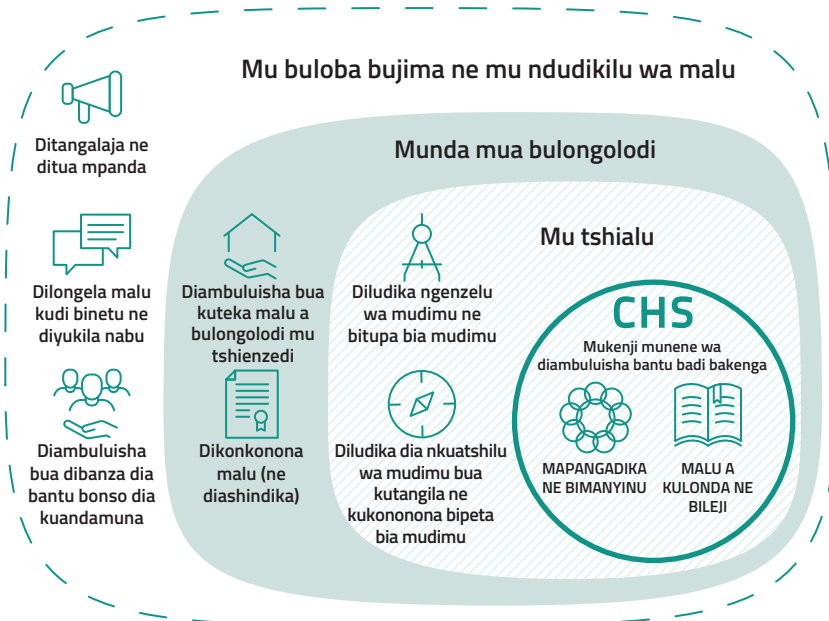 Mu buloba bujima ne mu ndudikilu wa malu
Ditangalaja ne
ditua mpanda
Dilongela malu
kudi binetu ne
diyukila nabu
Diambuluisha
bua dibanza dia
bantu bonso dia
kuandamuna
Munda mua bulongolodi
Diambuluisha bua
kuteka malu a
bulongolodi mu
tshienzedi
Dikonkonona
malu (ne
diashindika)
Mu tshialu
Diludika ngenzelu
wa mudimu ne
bitupa bia mudimu
Diludika dia nkuatshilu
wa mudimu bua
kutangila ne
kukononona bipeta
bia mudimu
CHS
Mukenji munene wa
diambuluisha bantu badi bakenga
MAPANGADIKA
NE BIMANYINU
MALU A
KULONDA NE
BILEJI